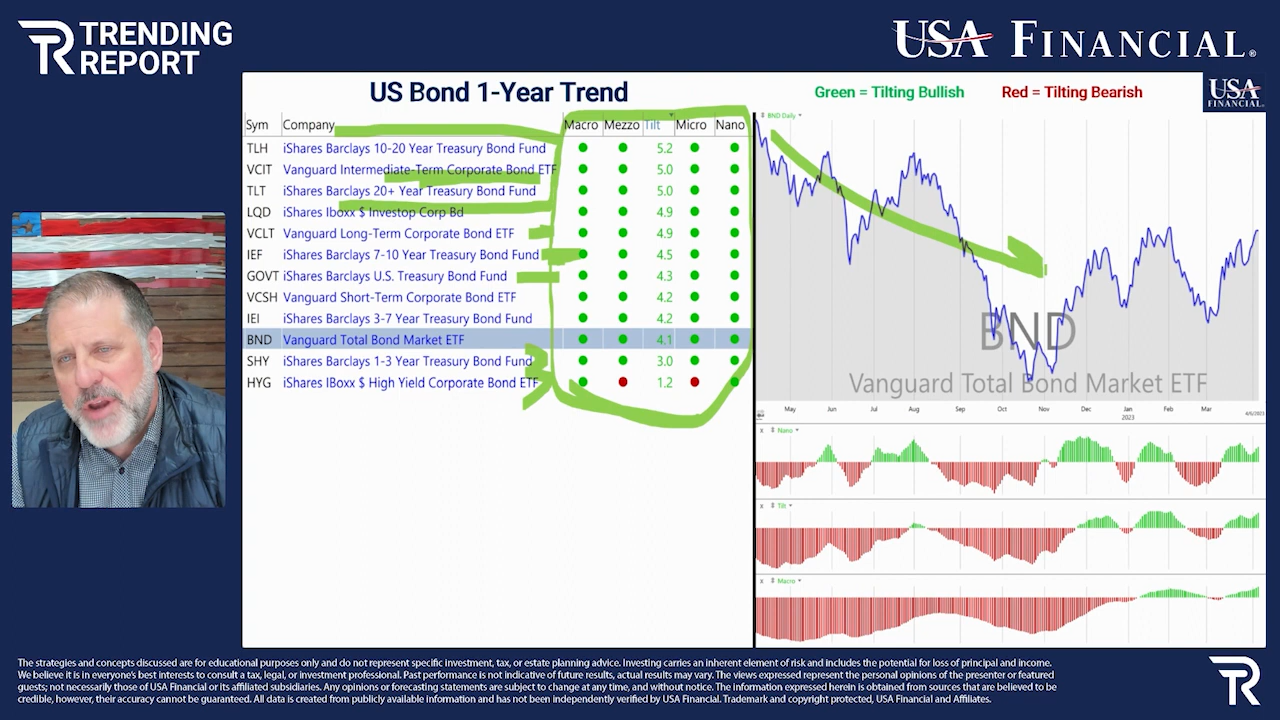 TRENDING
REPORT
USA FINANCIAL®
US Bond 1-Year Trend
Green = Tilting Bullish Red = Tilting Bearish
USA
FINANCIAL
Sym Company Macro Mezzo Tilt Micro Nano
TLH iShares Barclays 10-20 Year Treasury Bond Fund 5.2
VCIT Vanguard Intermediate-Term Corporate Bond ETF 5.0
TLT iShares Barclays 20+ Year Treasury Bond Fund 5.0
LQD iShares Iboxx $ Investop Corp Bd 4.9
VCLT Vanguard Long-Term Corporate Bond ETF 4.9
IEF iShares Barclays 7-10 Year Treasury Bond Fund 4.5
GOVT iShares Barclays U.S. Treasury Bond Fund 4.3
VCSH Vanguard Short-Term Corporate Bond ETF 4.2
IEI iShares Barclays 3-7 Year Treasury Bond Fund 4.2
BND Vanguard Total Bond Market ETF 4.1
SHY iShares Barclays 1-3 Year Treasury Bond Fund 3.0
HYG iShares IBoxx $ High Yield Corporate Bond ETF 1.2
BND Daily
BND
Vanguard Total Bond Market ETF
May Jun Jul Aug Sep Oct Nov Dec Jan Feb Mar
2023
x Nano
x Tilt
x Macro
The strategies and concepts discussed are for educational purposes only and do not represent specific investment, tax, or estate planning advice. Investing carries an inherent element of risk and includes the potential for loss of principal and income.
We believe it is in everyone's best interests to consult a tax, legal, or investment professional. Past performance is not indicative of future results, actual results may vary. The views expressed represent the personal opinions of the presenter or featured
guests; not necessarily those of USA Financial or its affiliated subsidiaries. Any opinions or forecasting statements are subject to change at any time, and without notice. The information expressed herein is obtained from sources that are believed to be
credible, however, their accuracy cannot be guaranteed. All data is created from publicly available information and has not been independently verified by USA Financial. Trademark and copyright protected, USA Financial and Affiliates.